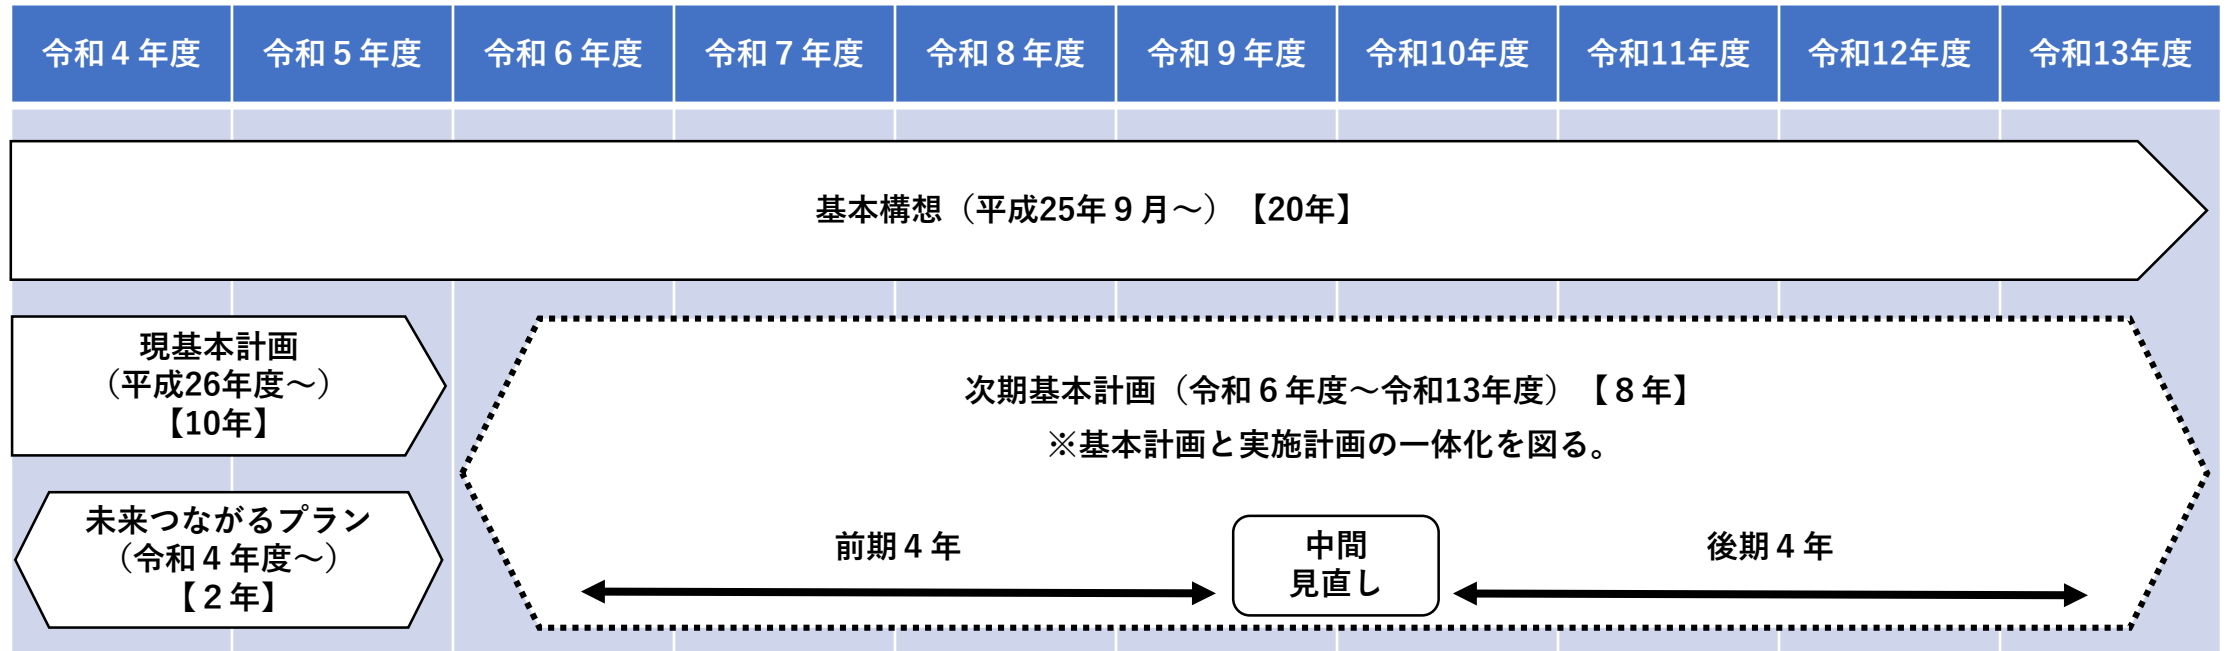 令和４年度
令和５年度
令和６年度
令和７年度
令和８年度
令和９年度
令和10年度
令和11年度
令和12年度
令和13年度
基本構想（平成25年９月～）【20年】
現基本計画
（平成26年度～）
【10年】
次期基本計画（令和６年度～令和13年度）【８年】
※基本計画と実施計画の一体化を図る。
未来つながるプラン
（令和４年度～）
【２年】
前期４年
中間
見直し
後期４年